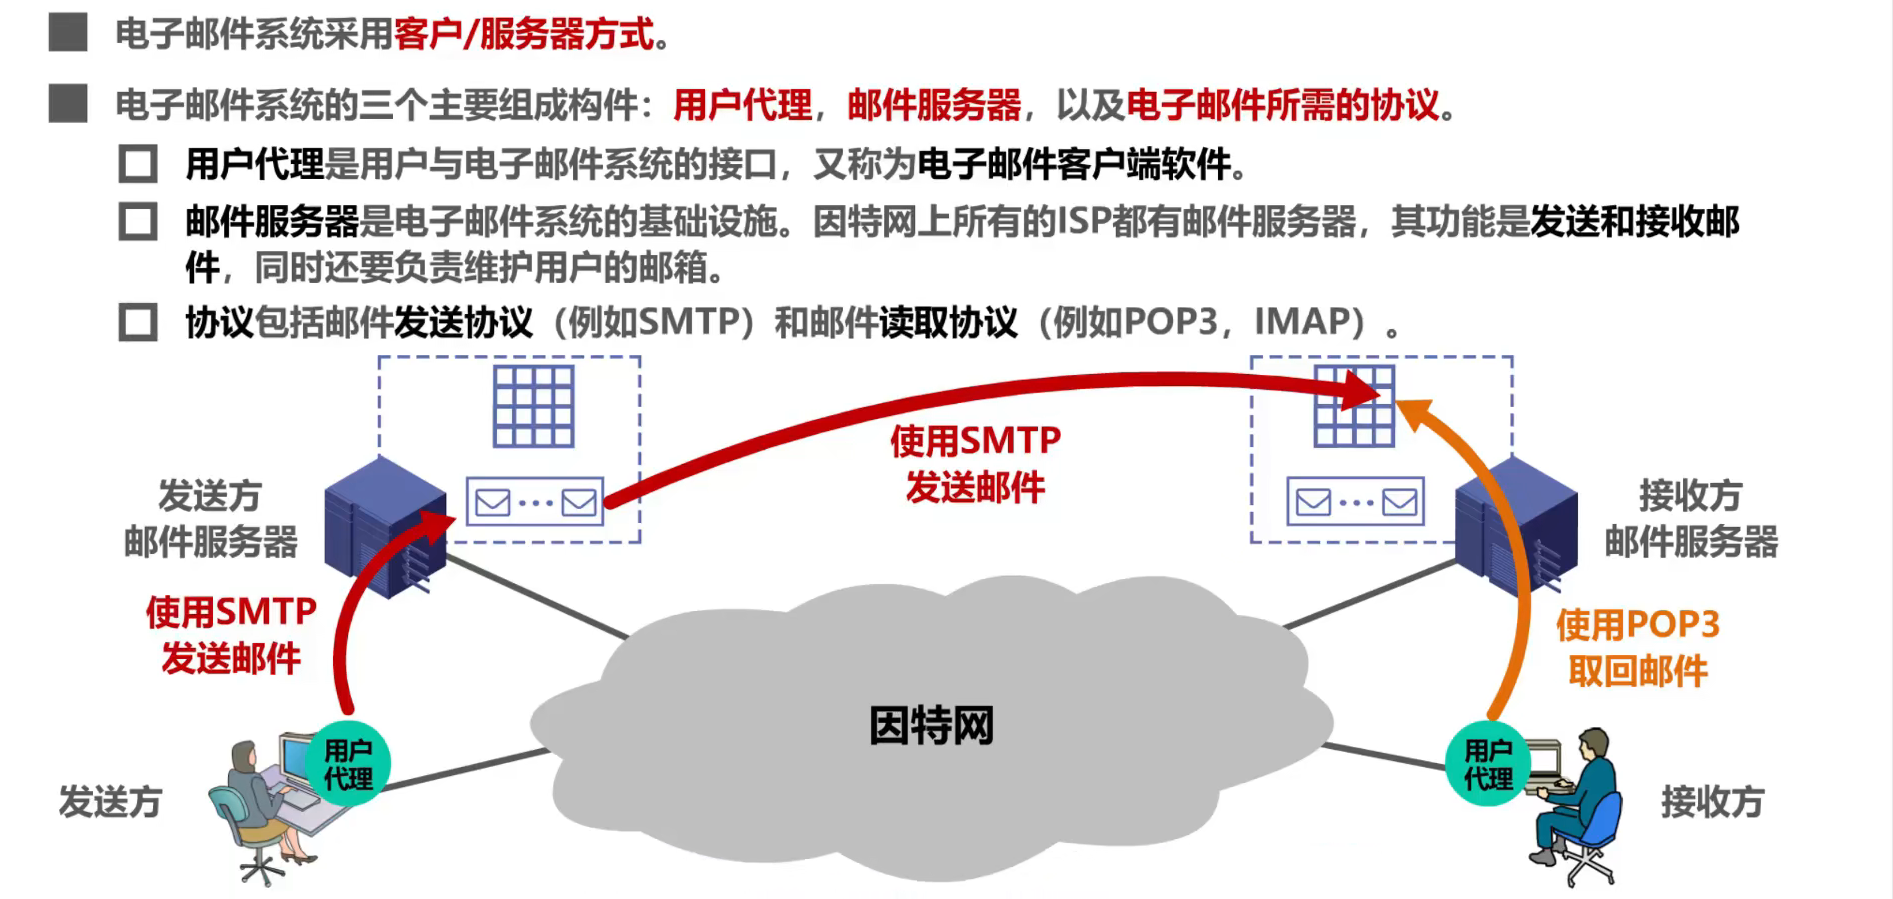 电子邮件系统采用客户/服务器方式。
电子邮件系统的三个主要组成构件：用户代理，邮件服务器，以及电子邮件所需的协议。
用户代理是用户与电子邮件系统的接口，又称为电子邮件客户端软件。
邮件服务器是电子邮件系统的基础设施。因特网上所有的ISP都有邮件服务器，其功能是发送和接收邮
件，同时还要负责维护用户的邮箱。
协议包括邮件发送协议（例如SMTP）和邮件读取协议（例如POP3，IMAP）。
使用SMTP
发送邮件
发送方
邮件服务器
接收方
邮件服务器
使用SMTP
发送邮件
使用POP3
取回邮件
因特网
用户
代理
用户
代理
发送方
接收方